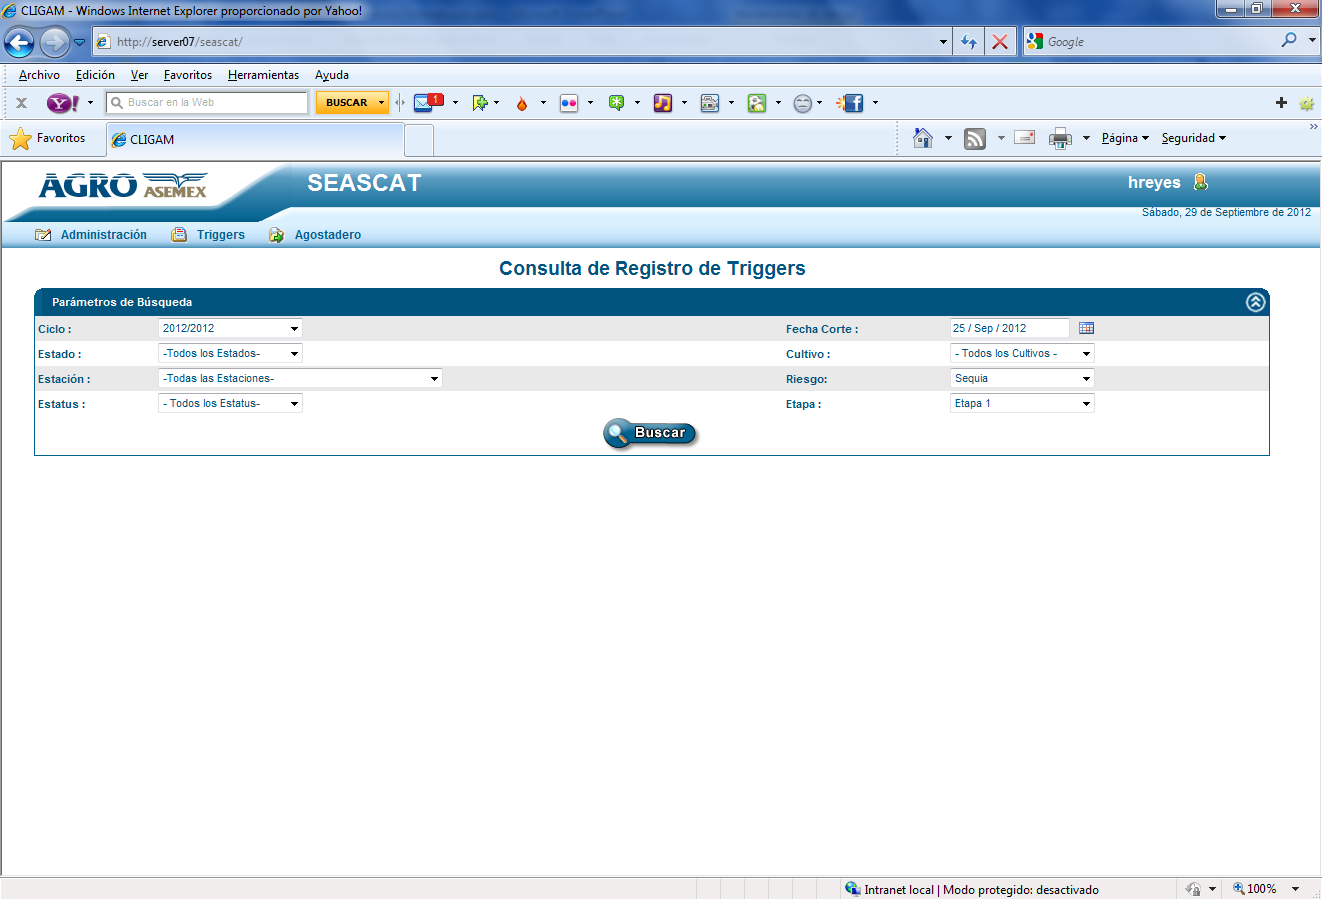 CLIGAM - Windows Internet Explorer proporcionado por Yahoo!
http://server07/seascat/
Google
Archivo Edición Ver Favoritos Herramientas Ayuda
X Y! Buscar en la Web BUSCAR 1
Favoritos CLIGAM Página Seguridad
AGRO ASEMEX SEASCAT hreyes
Sábado, 29 de Septiembre de 2012
Administración Triggers Agostadero
Consulta de Registro de Triggers
Parámetros de Búsqueda
Ciclo : 2012/2012 Fecha Corte : 25 / Sep / 2012
Estado : -Todos los Estados- Cultivo : - Todos los Cultivos -
Estación : -Todas las Estaciones- Riesgo: Sequia
Estatus : - Todos los Estatus- Etapa : Etapa 1
Buscar
Intranet local | Modo protegido: desactivado 100%